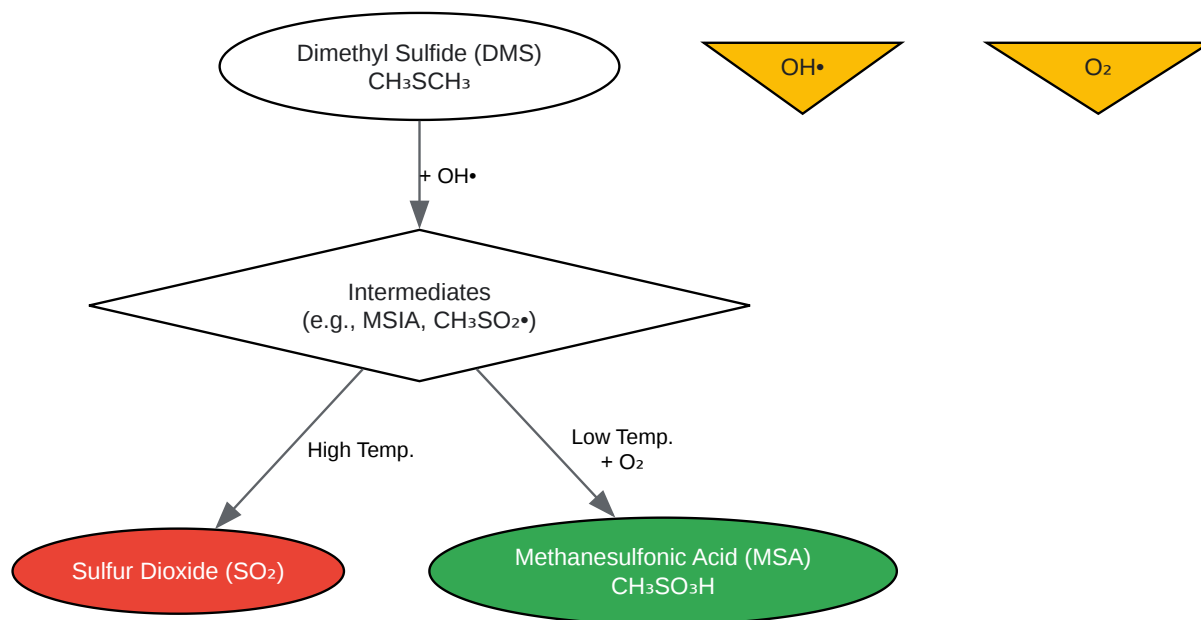 Dimethyl Sulfide (DMS)
CH₃SCH₃
OH•
O₂
+ OH•
Intermediates
(e.g., MSIA, CH₃SO₂•)
High Temp.
Low Temp.
+ O₂
Sulfur Dioxide (SO₂)
Methanesulfonic Acid (MSA)
CH₃SO₃H